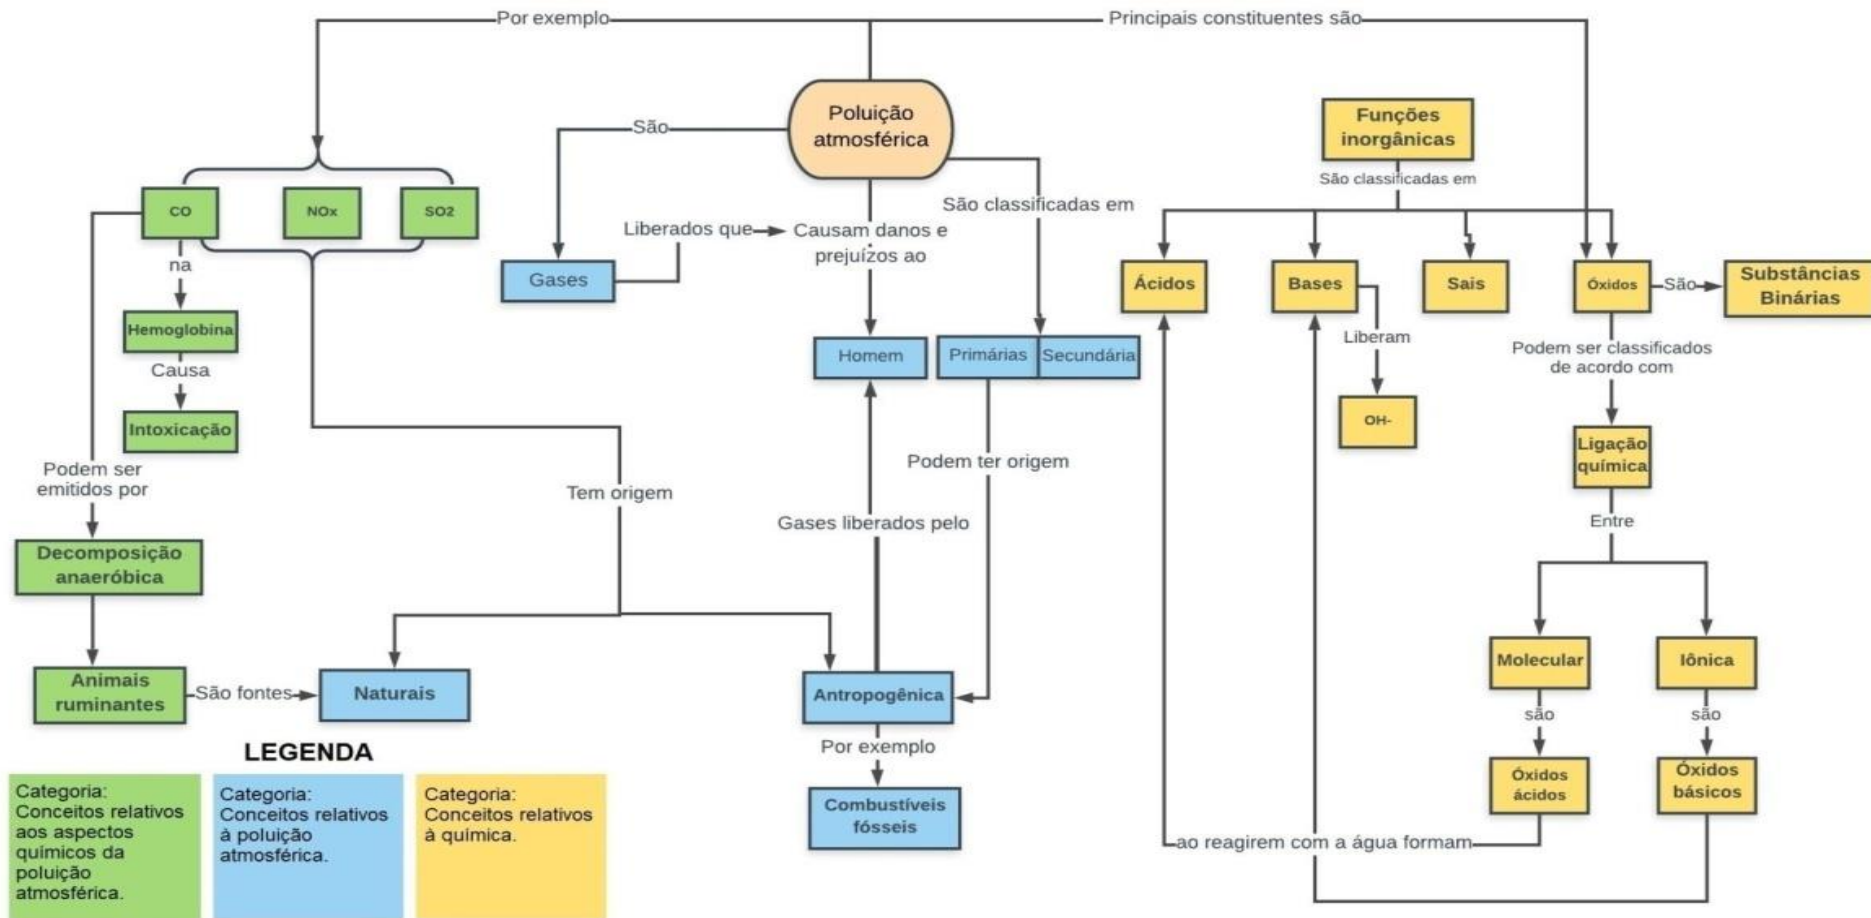 Por exemplo
Principais constituentes são
Poluição
atmosférica
Funções
inorgânicas
São
São classificadas em
CO
NOx
SO2
São classificadas em
Liberados que
Causam danos e
prejuízos ao
na
Gases
Ácidos
Bases
Sais
Óxidos
São
Substâncias
Binárias
Hemoglobina
Liberam
Homem
Primárias
Secundária
Podem ser classificados
de acordo com
Causa
Intoxicação
OH-
Ligação
química
Podem ser
emitidos por
Podem ter origem
Tem origem
Gases liberados pelo
Entre
Decomposição
anaeróbica
Molecular
Iônica
Animais
ruminantes
São fontes
Naturais
Antropogênica
são
são
Por exemplo
Óxidos
ácidos
Óxidos
básicos
Combustíveis
fósseis
ao reagirem com a água formam
LEGENDA
Categoria:
Conceitos relativos
aos aspectos
químicos da
poluição
atmosférica.
Categoria:
Conceitos relativos
à poluição
atmosférica.
Categoria:
Conceitos relativos
à química.